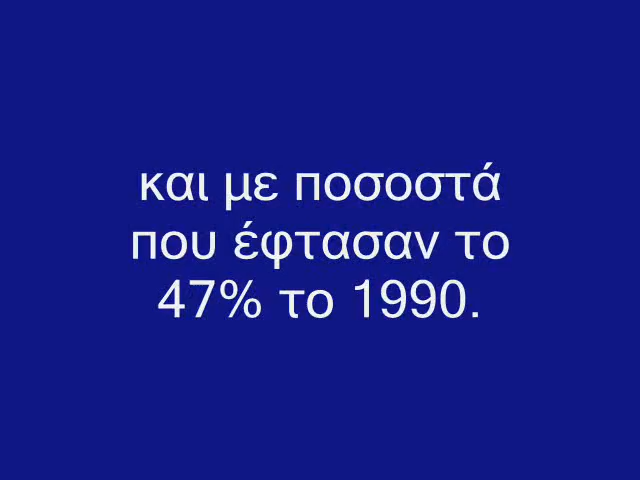 και με ποσοστά
που έφτασαν το
47% το 1990.